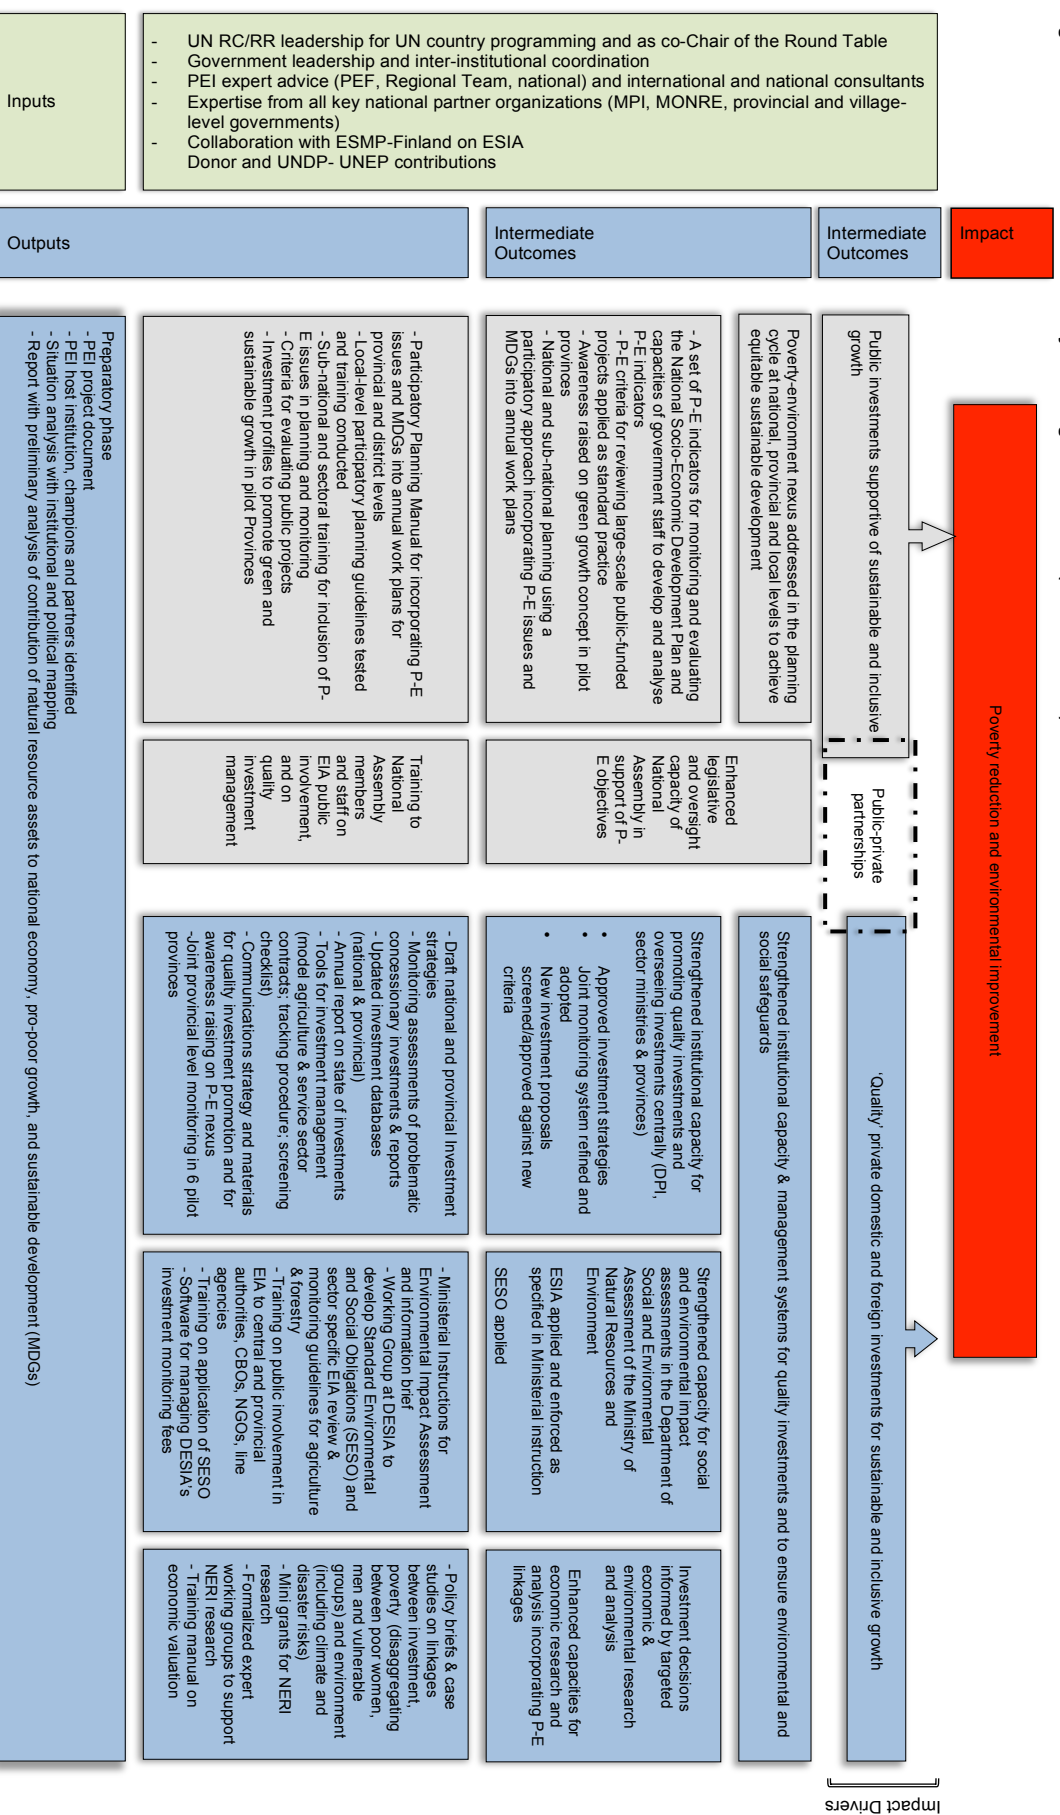 Inputs
- UN RC/RR leadership for UN country programming and as co-Chair of the Round Table
- Government leadership and inter-institutional coordination
- PEI expert advice (PEF, Regional Team, national) and international and national consultants
- Expertise from all key national partner organizations (MPI, MONRE, provincial and village-
level governments)
- Collaboration with ESMP-Finland on ESIA
Donor and UNDP- UNEP contributions
Outputs
Intermediate
Outcomes
Intermediate
Outcomes
Impact
Poverty reduction and environmental improvement
Public investments supportive of sustainable and inclusive
growth
Public-private
partnerships
'Quality' private domestic and foreign investments for sustainable and inclusive growth
Impact Drivers
Poverty-environment nexus addressed in the planning
cycle at national, provincial and local levels to achieve
equitable sustainable development
Strengthened institutional capacity & management systems for quality investments and to ensure environmental and
social safeguards
- A set of P-E indicators for monitoring and evaluating
the National Socio-Economic Development Plan and
capacities of government staff to develop and analyse
P-E indicators
- P-E criteria for reviewing large-scale public-funded
projects applied as standard practice
- Awareness raised on green growth concept in pilot
provinces
- National and sub-national planning using a
participatory approach incorporating P-E issues and
MDGs into annual work plans
Enhanced
legislative
and oversight
capacity of
National
Assembly in
support of P-
E objectives
Strengthened institutional capacity for
promoting quality investments and
overseeing investments centrally (DPI,
sector ministries & provinces)
• Approved investment strategies
• Joint monitoring system refined and
adopted
• New investment proposals
screened/approved against new
criteria
Strengthened capacity for social
and environmental impact
assessments in the Department of
Social and Environmental
Assessment of the Ministry of
Natural Resources and
Environment
ESIA applied and enforced as
specified in Ministerial instruction
SESO applied
Investment decisions
informed by targeted
economic &
environmental research
and analysis
Enhanced capacities for
economic research and
analysis incorporating P-E
linkages
- Participatory Planning Manual for incorporating P-E
issues and MDGs into annual work plans for
provincial and district levels
- Local-level participatory planning guidelines tested
and training conducted
- Sub-national and sectoral training for inclusion of P-
E issues in planning and monitoring
- Criteria for evaluating public projects
- Investment profiles to promote green and
sustainable growth in pilot Provinces
Training to
National
Assembly
members
and staff on
EIA public
involvement,
and on
quality
investment
management
- Draft national and provincial Investment
strategies
- Monitoring assessments of problematic
concessionary investments & reports
- Updated investment databases
(national & provincial)
- Annual report on state of investments
- Tools for investment management
(model agriculture & service sector
contracts; tracking procedure; screening
checklist)
- Communications strategy and materials
for quality investment promotion and for
awareness raising on P-E nexus
-Joint provincial level monitoring in 6 pilot
provinces
- Ministerial Instructions for
Environmental Impact Assessment
and information brief
- Working Group at DESIA to
develop Standard Environmental
and Social Obligations (SESO) and
sector specific EIA review &
monitoring guidelines for agriculture
& forestry
- Training on public involvement in
EIA to central and provincial
authorities, CBOs, NGOs, line
agencies
- Training on application of SESO
- Software for managing DESIA's
investment monitoring fees
- Policy briefs & case
studies on linkages
between investment,
poverty (disaggregating
between poor women,
men and vulnerable
groups) and environment
(including climate and
disaster risks)
- Mini grants for NERI
research
- Formalized expert
working groups to support
NERI research
- Training manual on
economic valuation
Preparatory phase
- PEI project document
- PEI host institution, champions and partners identified
- Situation analysis with institutional and political mapping
- Report with preliminary analysis of contribution of natural resource assets to national economy, pro-poor growth, and sustainable development (MDGs)